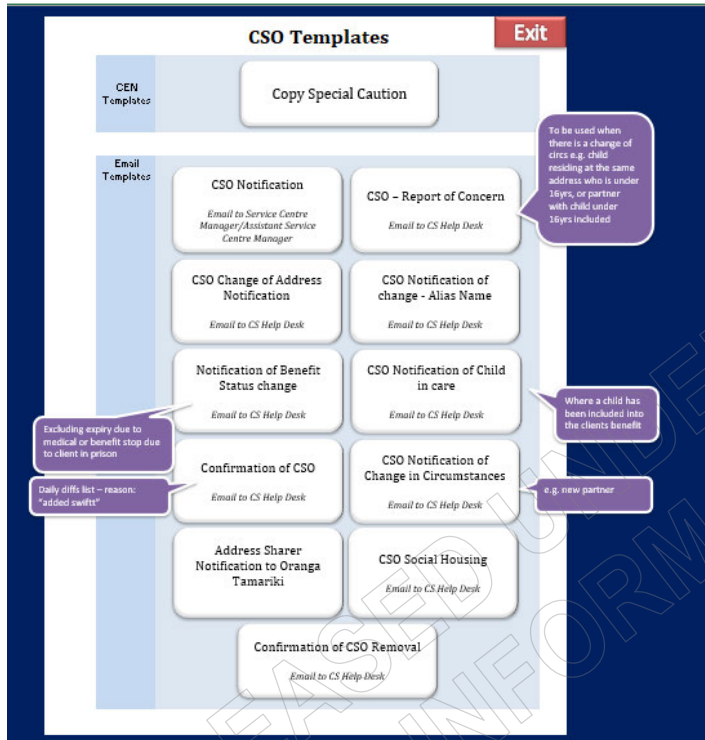 CSO Templates
Exit
CEN
Templates
Copy Special Caution
Email
Templates
CSO Notification
Email to Service Centre
Manager/Assistant Service
Centre Manager
CSO – Report of Concern
Email to CS Help Desk
To be used when
there is a change of
circs e.g. child
residing at the same
address who is under
16yrs, or partner
with child under
16yrs included
CSO Change of Address
Notification
Email to CS Help Desk
CSO Notification of
change - Alias Name
Email to CS Help Desk
Notification of Benefit
Status change
Email to CS Help Desk
CSO Notification of Child
in care
Email to CS Help Desk
Where a child has
been included into
the clients benefit
Excluding expiry due to
medical or benefit stop due
to client in prison
Confirmation of CSO
Email to CS Help Desk
CSO Notification of
Change in Circumstances
Email to CS Help Desk
e.g. new partner
Daily diffs list – reason:
"added swiftt"
Address Sharer
Notification to Oranga
Tamariki
CSO Social Housing
Email to CS Help Desk
Confirmation of CSO Removal
Email to CS Help Desk